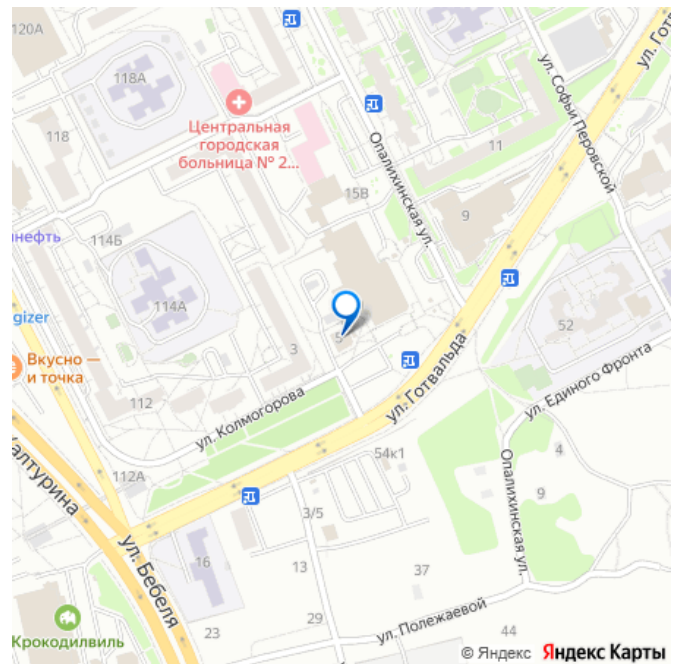 120А
118А
118
Центральная
городская
больница № 2...
ул. Готв
ул. Софьи Перовской
Опалихинская ул.
11
15В
9
инефть
114Б
114А
gizer
Вкусно —
и точка
5
3
52
112
ул. Колмогорова
ул. Готвальда
ул. Единого Фронта
112А
54к1
Опалихинская ул.
4
9
алтурина
ул. Бебеля
3/5
16
13
37
29
23
ул. Полежаевой
44
Крокодилвиль
© Яндекс Яндекс Карты